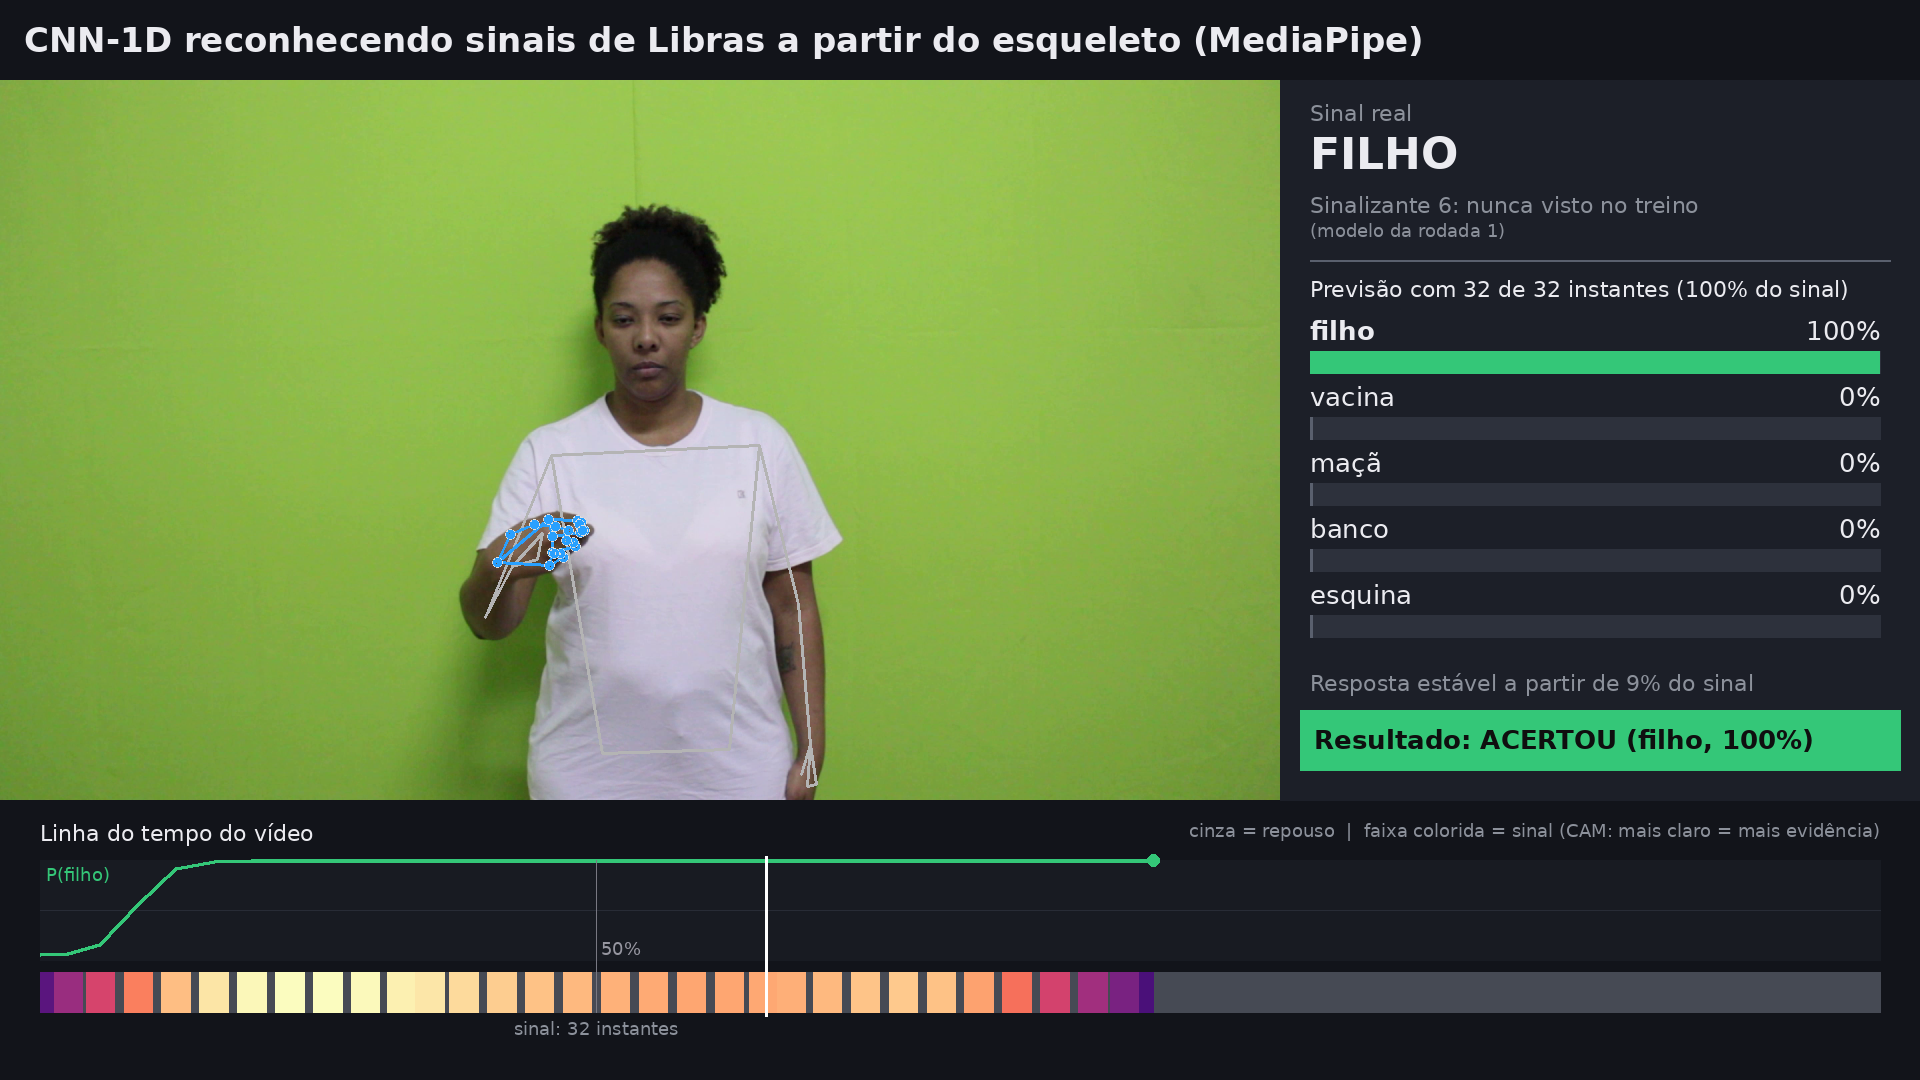 CNN-1D reconhecendo sinais de Libras a partir do esqueleto (MediaPipe)
Sinal real
FILHO
Sinalizante 6: nunca visto no treino
(modelo da rodada 1)
Previsão com 32 de 32 instantes (100% do sinal)
filho 100%
vacina 0%
maçã 0%
banco 0%
esquina 0%
Resposta estável a partir de 9% do sinal
Resultado: ACERTOU (filho, 100%)
Linha do tempo do vídeo
cinza = repouso | faixa colorida = sinal (CAM: mais claro = mais evidência)
P(filho)
50%
sinal: 32 instantes